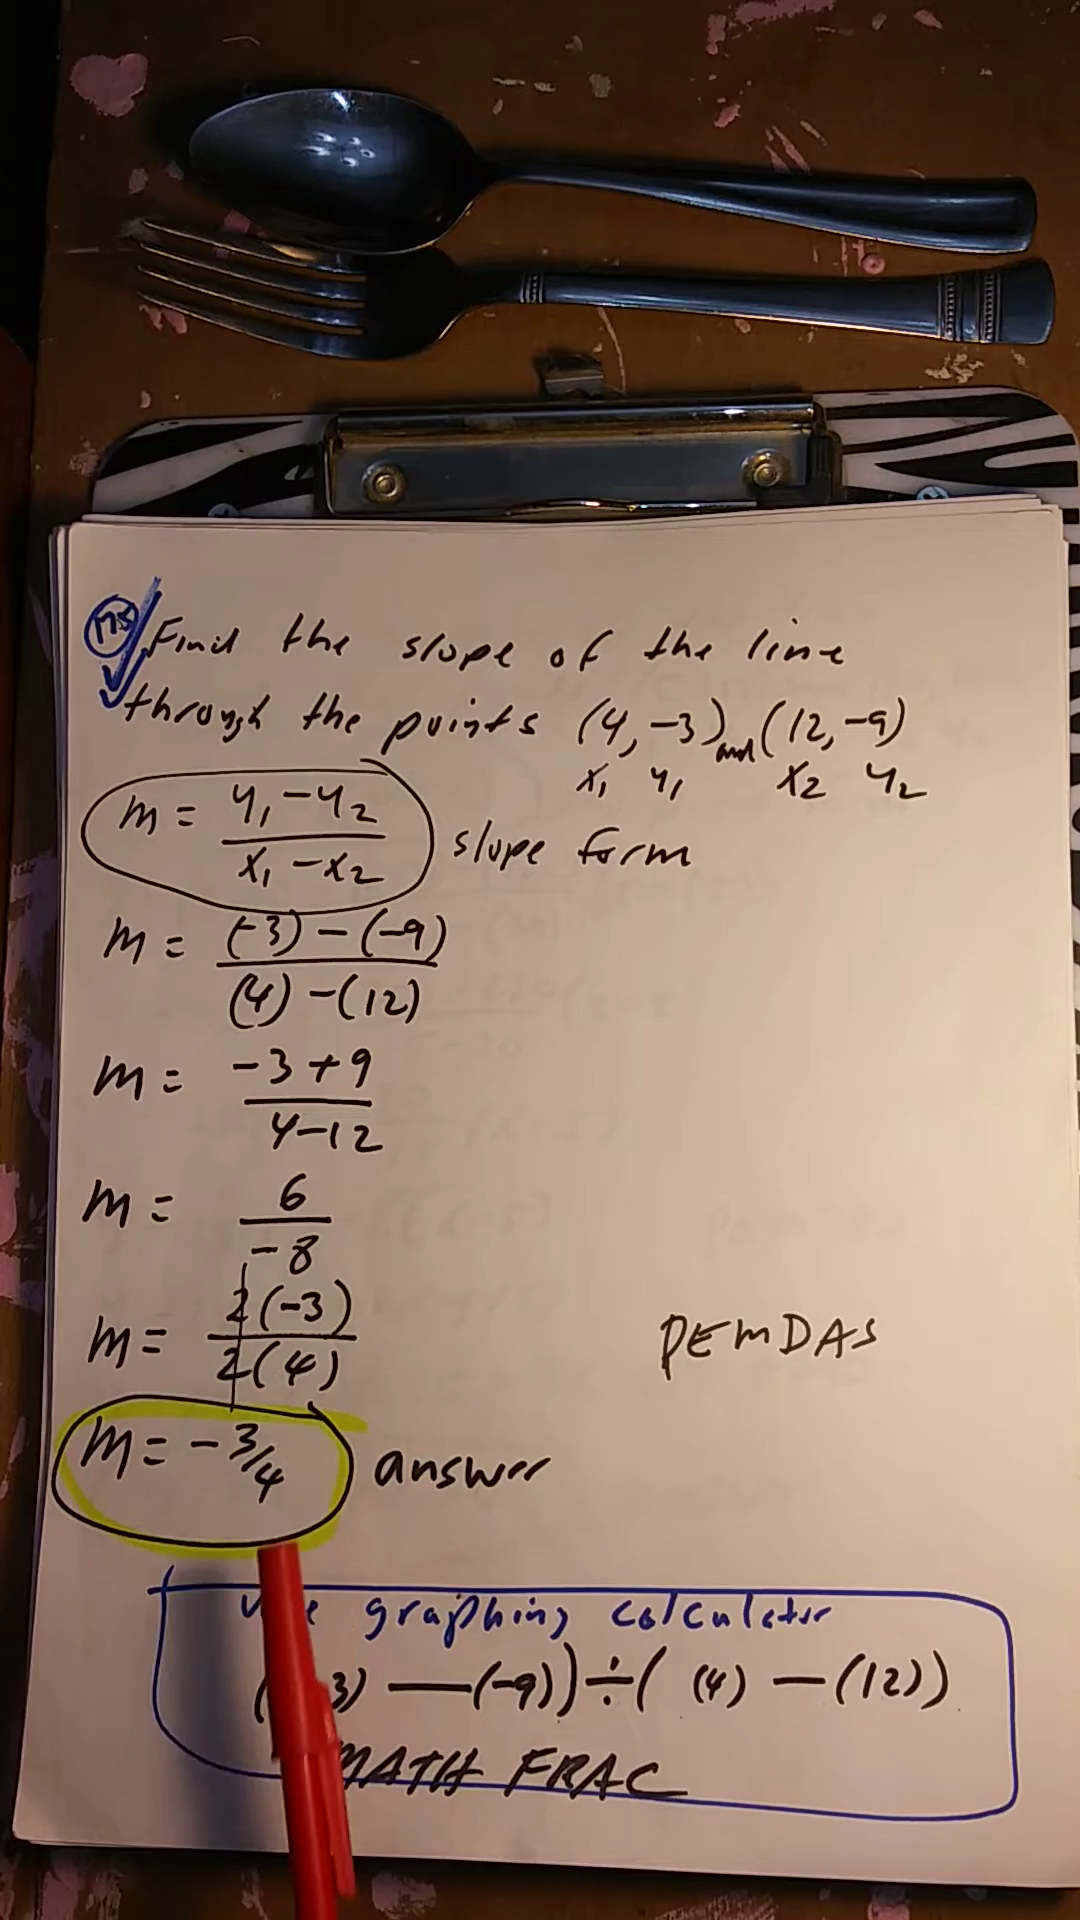 175 Find the slope of the line
through the points (4, -3) and (12, -9)
x₁ y₁ x₂ y₂
m = y₁ - y₂ / x₁ - x₂ slope form
m = (-3) - (-9) / (4) - (12)
m = -3 + 9 / 4 - 12
m = 6 / -8
m = 2(-3) / 2(4)
PEMDAS
m = -3/4 answer
graphing calculator
3) — (-9)) ÷ ( (4) — (12))
MATH FRAC